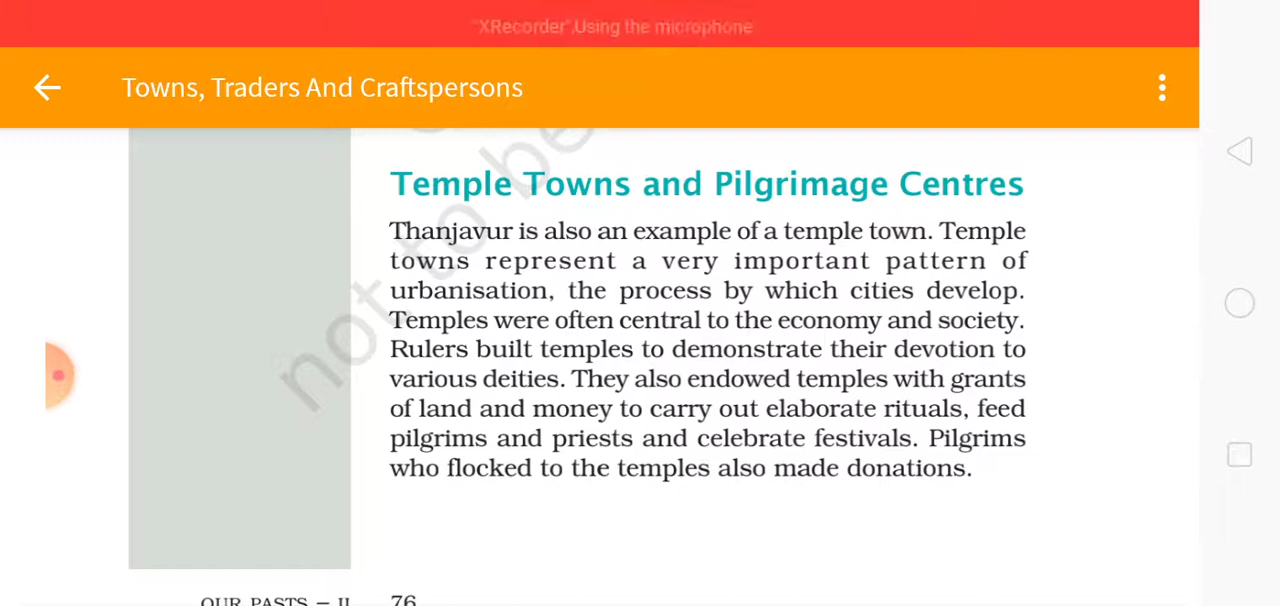 "XRecorder",Using the microphone
Towns, Traders And Craftspersons
not to be
Temple Towns and Pilgrimage Centres
Thanjavur is also an example of a temple town. Temple
towns represent a very important pattern of
urbanisation, the process by which cities develop.
Temples were often central to the economy and society.
Rulers built temples to demonstrate their devotion to
various deities. They also endowed temples with grants
of land and money to carry out elaborate rituals, feed
pilgrims and priests and celebrate festivals. Pilgrims
who flocked to the temples also made donations.
OUR PASTS – II 76